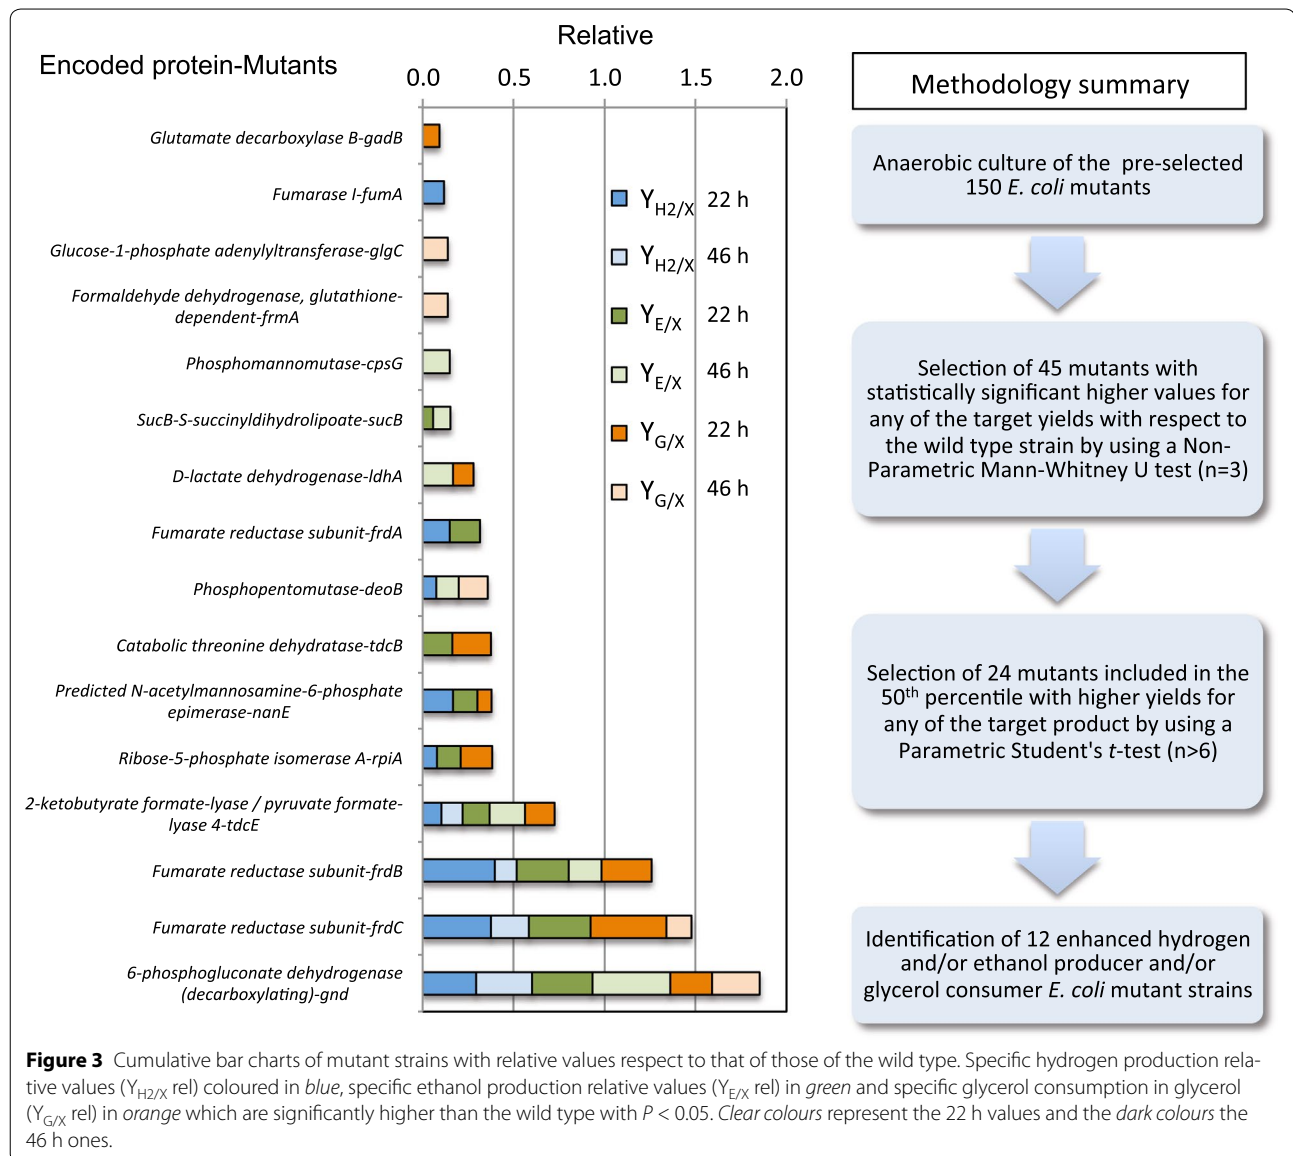 Relative
Encoded protein-Mutants
0.0 0.5 1.0 1.5 2.0
Glutamate decarboxylase B-gadB
Fumarase I-fumA
Glucose-1-phosphate adenylyltransferase-glgC
Formaldehyde dehydrogenase, glutathione-
dependent-frmA
Phosphomannomutase-cpsG
SucB-S-succinyldihydrolipoate-sucB
D-lactate dehydrogenase-ldhA
Fumarate reductase subunit-frdA
Phosphopentomutase-deoB
Catabolic threonine dehydratase-tdcB
Predicted N-acetylmannosamine-6-phosphate
epimerase-nanE
Ribose-5-phosphate isomerase A-rpiA
2-ketobutyrate formate-lyase / pyruvate formate-
lyase 4-tdcE
Fumarate reductase subunit-frdB
Fumarate reductase subunit-frdC
6-phosphogluconate dehydrogenase
(decarboxylating)-gnd
YH2/X 22 h
YH2/X 46 h
YE/X 22 h
YE/X 46 h
YG/X 22 h
YG/X 46 h
Methodology summary
Anaerobic culture of the pre-selected
150 E. coli mutants
Selection of 45 mutants with
statistically significant higher values for
any of the target yields with respect to
the wild type strain by using a Non-
Parametric Mann-Whitney U test (n=3)
Selection of 24 mutants included in the
50th percentile with higher yields for
any of the target product by using a
Parametric Student's t-test (n>6)
Identification of 12 enhanced hydrogen
and/or ethanol producer and/or
glycerol consumer E. coli mutant strains
Figure 3 Cumulative bar charts of mutant strains with relative values respect to that of those of the wild type. Specific hydrogen production rela-
tive values (YH2/X rel) coloured in blue, specific ethanol production relative values (YE/X rel) in green and specific glycerol consumption in glycerol
(YG/X rel) in orange which are significantly higher than the wild type with P < 0.05. Clear colours represent the 22 h values and the dark colours the
46 h ones.